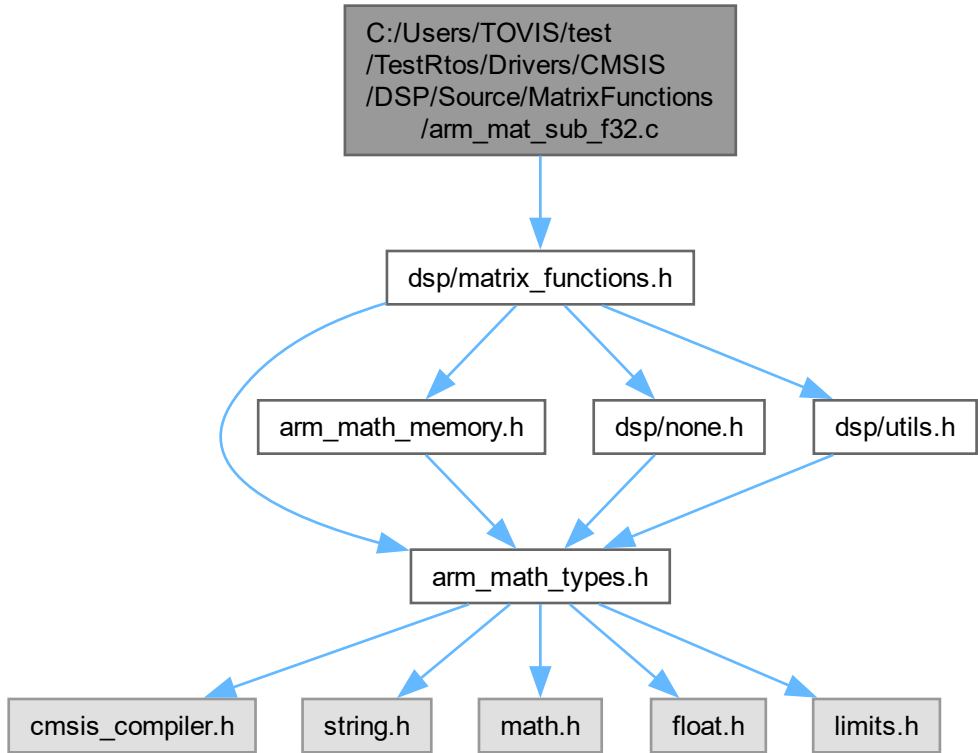 C:/Users/TOVIS/test
/TestRtos/Drivers/CMSIS
/DSP/Source/MatrixFunctions
/arm_mat_sub_f32.c
dsp/matrix_functions.h
arm_math_memory.h
dsp/none.h
dsp/utils.h
arm_math_types.h
cmsis_compiler.h
string.h
math.h
float.h
limits.h